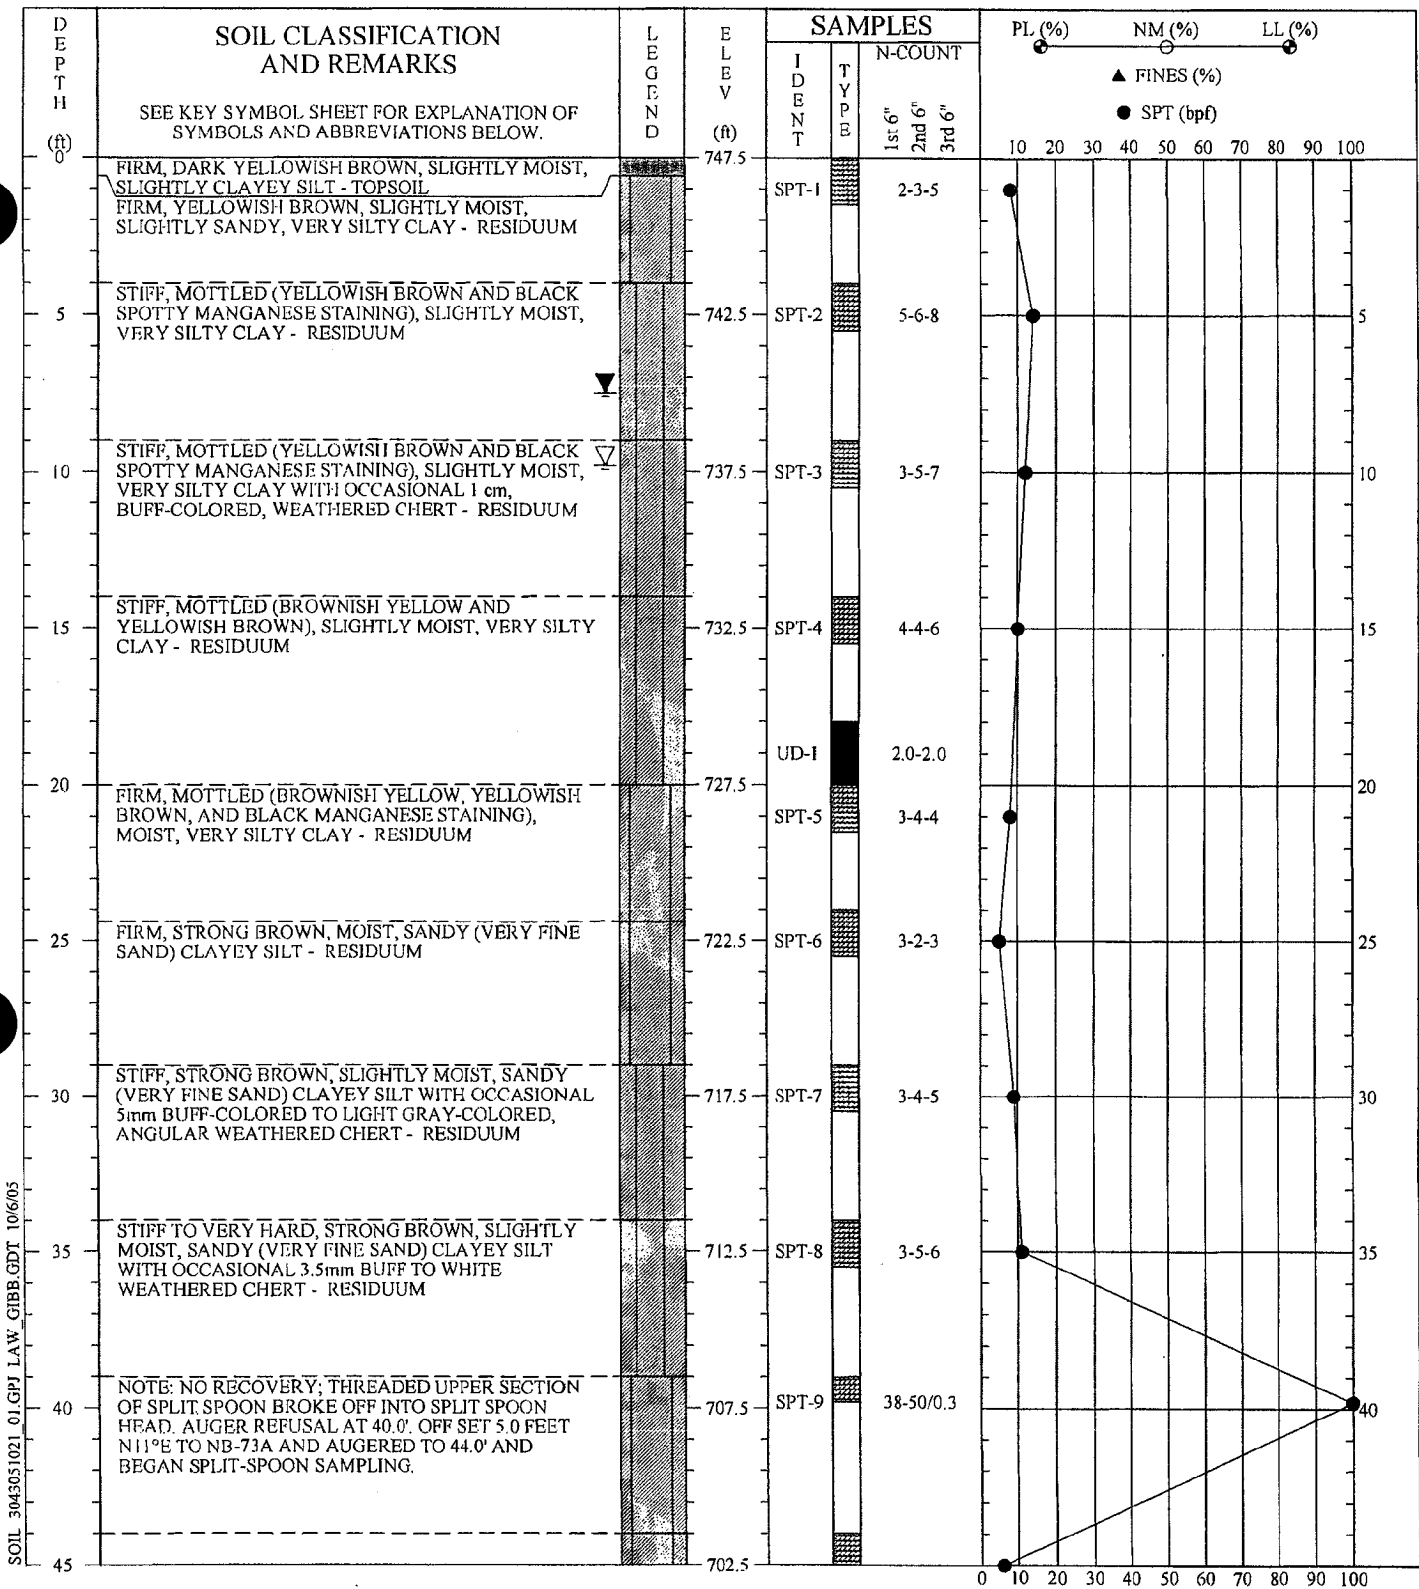 DEPTH (ft)
SOIL CLASSIFICATION
AND REMARKS
SEE KEY SYMBOL SHEET FOR EXPLANATION OF
SYMBOLS AND ABBREVIATIONS BELOW.
LEGEND
ELEV (ft)
SAMPLES
IDENT
TYPE
N-COUNT
1st 6"
2nd 6"
3rd 6"
PL (%) NM (%) LL (%)
▲ FINES (%)
● SPT (bpf)
10 20 30 40 50 60 70 80 90 100
0
FIRM, DARK YELLOWISH BROWN, SLIGHTLY MOIST,
SLIGHTLY CLAYEY SILT - TOPSOIL
FIRM, YELLOWISH BROWN, SLIGHTLY MOIST,
SLIGHTLY SANDY, VERY SILTY CLAY - RESIDUUM
747.5
SPT-1 2-3-5
STIFF, MOTTLED (YELLOWISH BROWN AND BLACK
SPOTTY MANGANESE STAINING), SLIGHTLY MOIST,
VERY SILTY CLAY - RESIDUUM
5 742.5 SPT-2 5-6-8 5
STIFF, MOTTLED (YELLOWISH BROWN AND BLACK
SPOTTY MANGANESE STAINING), SLIGHTLY MOIST,
VERY SILTY CLAY WITH OCCASIONAL 1 cm,
BUFF-COLORED, WEATHERED CHERT - RESIDUUM
10 737.5 SPT-3 3-5-7 10
STIFF, MOTTLED (BROWNISH YELLOW AND
YELLOWISH BROWN), SLIGHTLY MOIST, VERY SILTY
CLAY - RESIDUUM
15 732.5 SPT-4 4-4-6 15
UD-1 2.0-2.0
20 727.5 20
FIRM, MOTTLED (BROWNISH YELLOW, YELLOWISH
BROWN, AND BLACK MANGANESE STAINING),
MOIST, VERY SILTY CLAY - RESIDUUM
SPT-5 3-4-4
FIRM, STRONG BROWN, MOIST, SANDY (VERY FINE
SAND) CLAYEY SILT - RESIDUUM
25 722.5 SPT-6 3-2-3 25
STIFF, STRONG BROWN, SLIGHTLY MOIST, SANDY
(VERY FINE SAND) CLAYEY SILT WITH OCCASIONAL
5mm BUFF-COLORED TO LIGHT GRAY-COLORED,
ANGULAR WEATHERED CHERT - RESIDUUM
30 717.5 SPT-7 3-4-5 30
STIFF TO VERY HARD, STRONG BROWN, SLIGHTLY
MOIST, SANDY (VERY FINE SAND) CLAYEY SILT
WITH OCCASIONAL 3.5mm BUFF TO WHITE
WEATHERED CHERT - RESIDUUM
35 712.5 SPT-8 3-5-6 35
NOTE: NO RECOVERY; THREADED UPPER SECTION
OF SPLIT SPOON BROKE OFF INTO SPLIT SPOON
HEAD. AUGER REFUSAL AT 40.0'. OFF SET 5.0 FEET
N11°E TO NB-73A AND AUGERED TO 44.0' AND
BEGAN SPLIT-SPOON SAMPLING.
40 707.5 SPT-9 38-50/0.3 40
45 702.5
0 10 20 30 40 50 60 70 80 90 100
SOIL 3043051021_01.GPJ LAW_GIBB.GDT 10/6/05